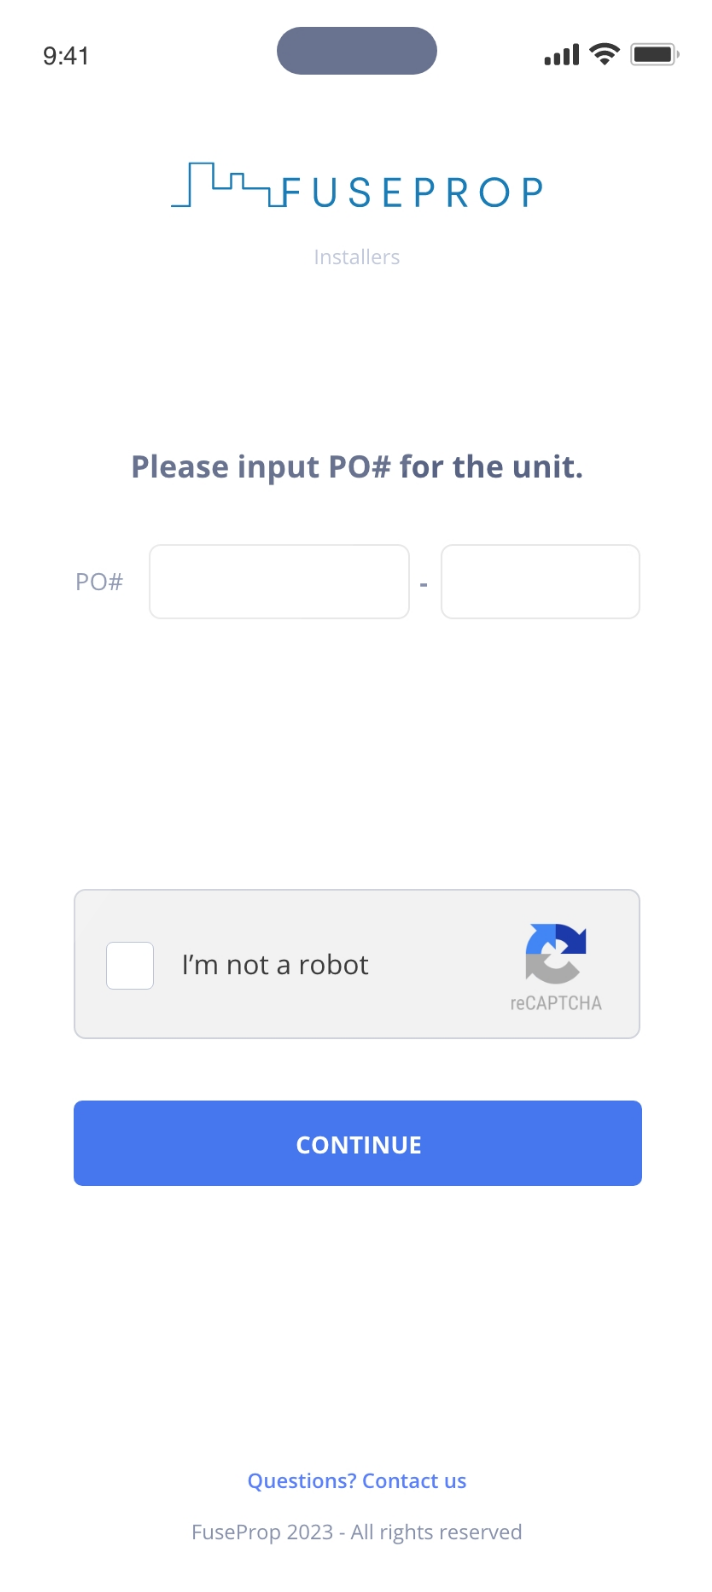 9:41
FUSEPROP
Installers
Please input PO# for the unit.
PO# -
I’m not a robot
reCAPTCHA
CONTINUE
Questions? Contact us
FuseProp 2023 - All rights reserved